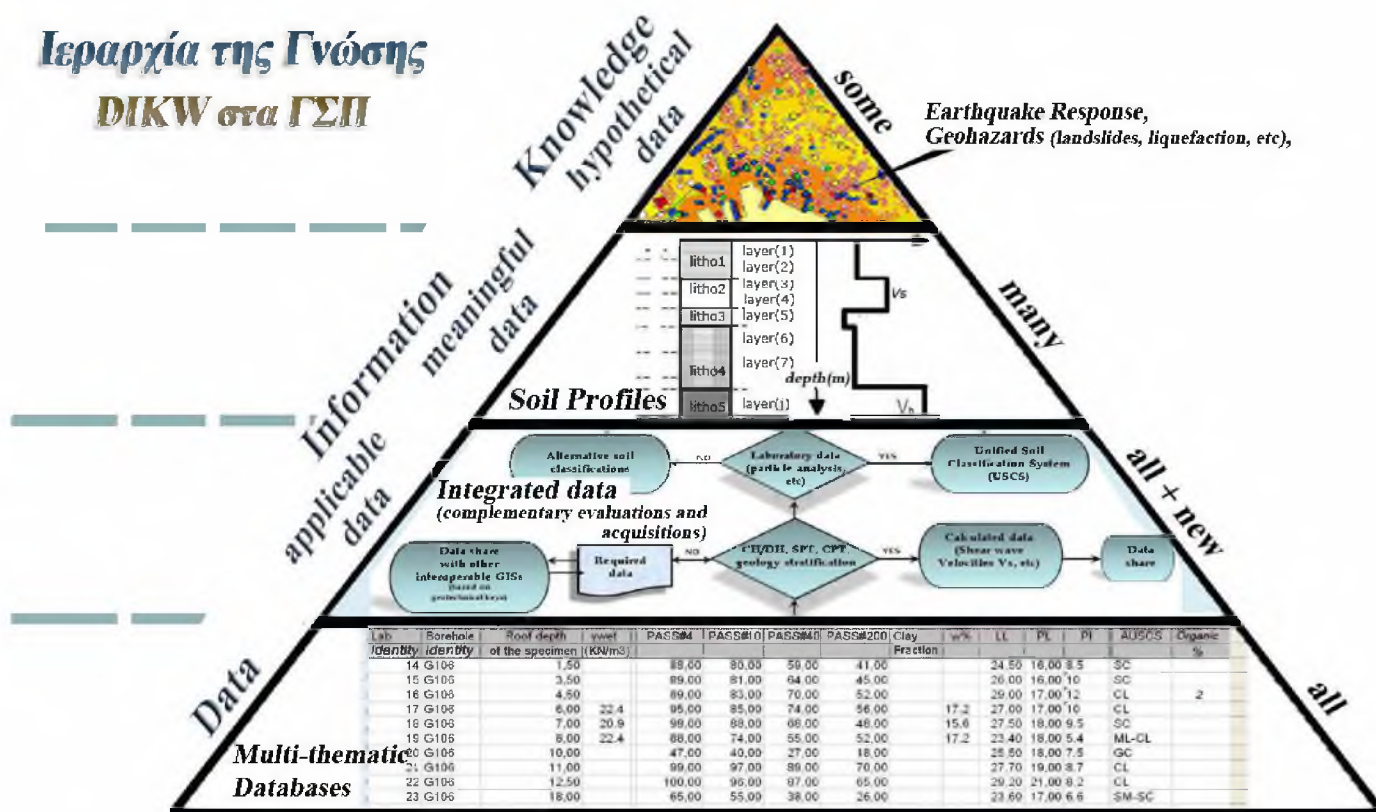 Ιεραρχία της Γνώσης
DIKW στα ΓΣΠ
Knowledge
hypothetical
data
some
Earthquake Response,
Geohazards (landslides, liquefaction, etc),
Information
meaningful
data
many
litho1
litho2
litho3
litho4
litho5
layer(1)
layer(2)
layer(3)
layer(4)
layer(5)
layer(6)
layer(7)
layer(j)
depth(m)
Vs
Soil Profiles
applicable
data
all + new
Alternative soil
classifications
NO
Laboratory data
(particle analysis,
etc)
YES
Unified Soil
Classification System
(USCS)
Integrated data
(complementary evaluations and
acquisitions)
Data share
with other
interoperable GISs
(based on
geotechnical keys)
Required
data
NO
CH/DH, SPT, CPT,
geology stratification
YES
Calculated data
(Shear wave
Velocities Vs, etc)
Data
share
Data
all
Multi-thematic
Databases
Lab Borehole Roof depth γwet PASS#4 PASS#10 PASS#40 PASS#200 Clay w% LL PL PI AUSCS Organic
Identity Identity of the specimen (KN/m3) Fraction %
14 G106 1,50 88,00 80,00 59,00 41,00 24,50 16,00 8.5 SC
15 G106 3,50 89,00 81,00 64,00 45,00 26,00 16,00 10 SC
16 G106 4,50 89,00 83,00 70,00 52,00 29,00 17,00 12 CL 2
17 G106 6,00 22.4 95,00 85,00 74,00 56,00 17.2 27,00 17,00 10 CL
18 G106 7,00 20.9 98,00 88,00 68,00 48,00 15.6 27,50 18,00 9.5 SC
19 G106 8,00 22.4 88,00 74,00 55,00 52,00 17.2 23,40 18,00 5.4 ML-CL
20 G106 10,00 47,00 40,00 27,00 18,00 25,50 18,00 7.5 GC
21 G106 11,00 99,00 97,00 89,00 70,00 27,70 19,00 8.7 CL
22 G106 12,50 100,00 96,00 87,00 65,00 29,20 21,00 8.2 CL
23 G106 18,00 65,00 55,00 38,00 26,00 23,60 17,00 6.6 SM-SC